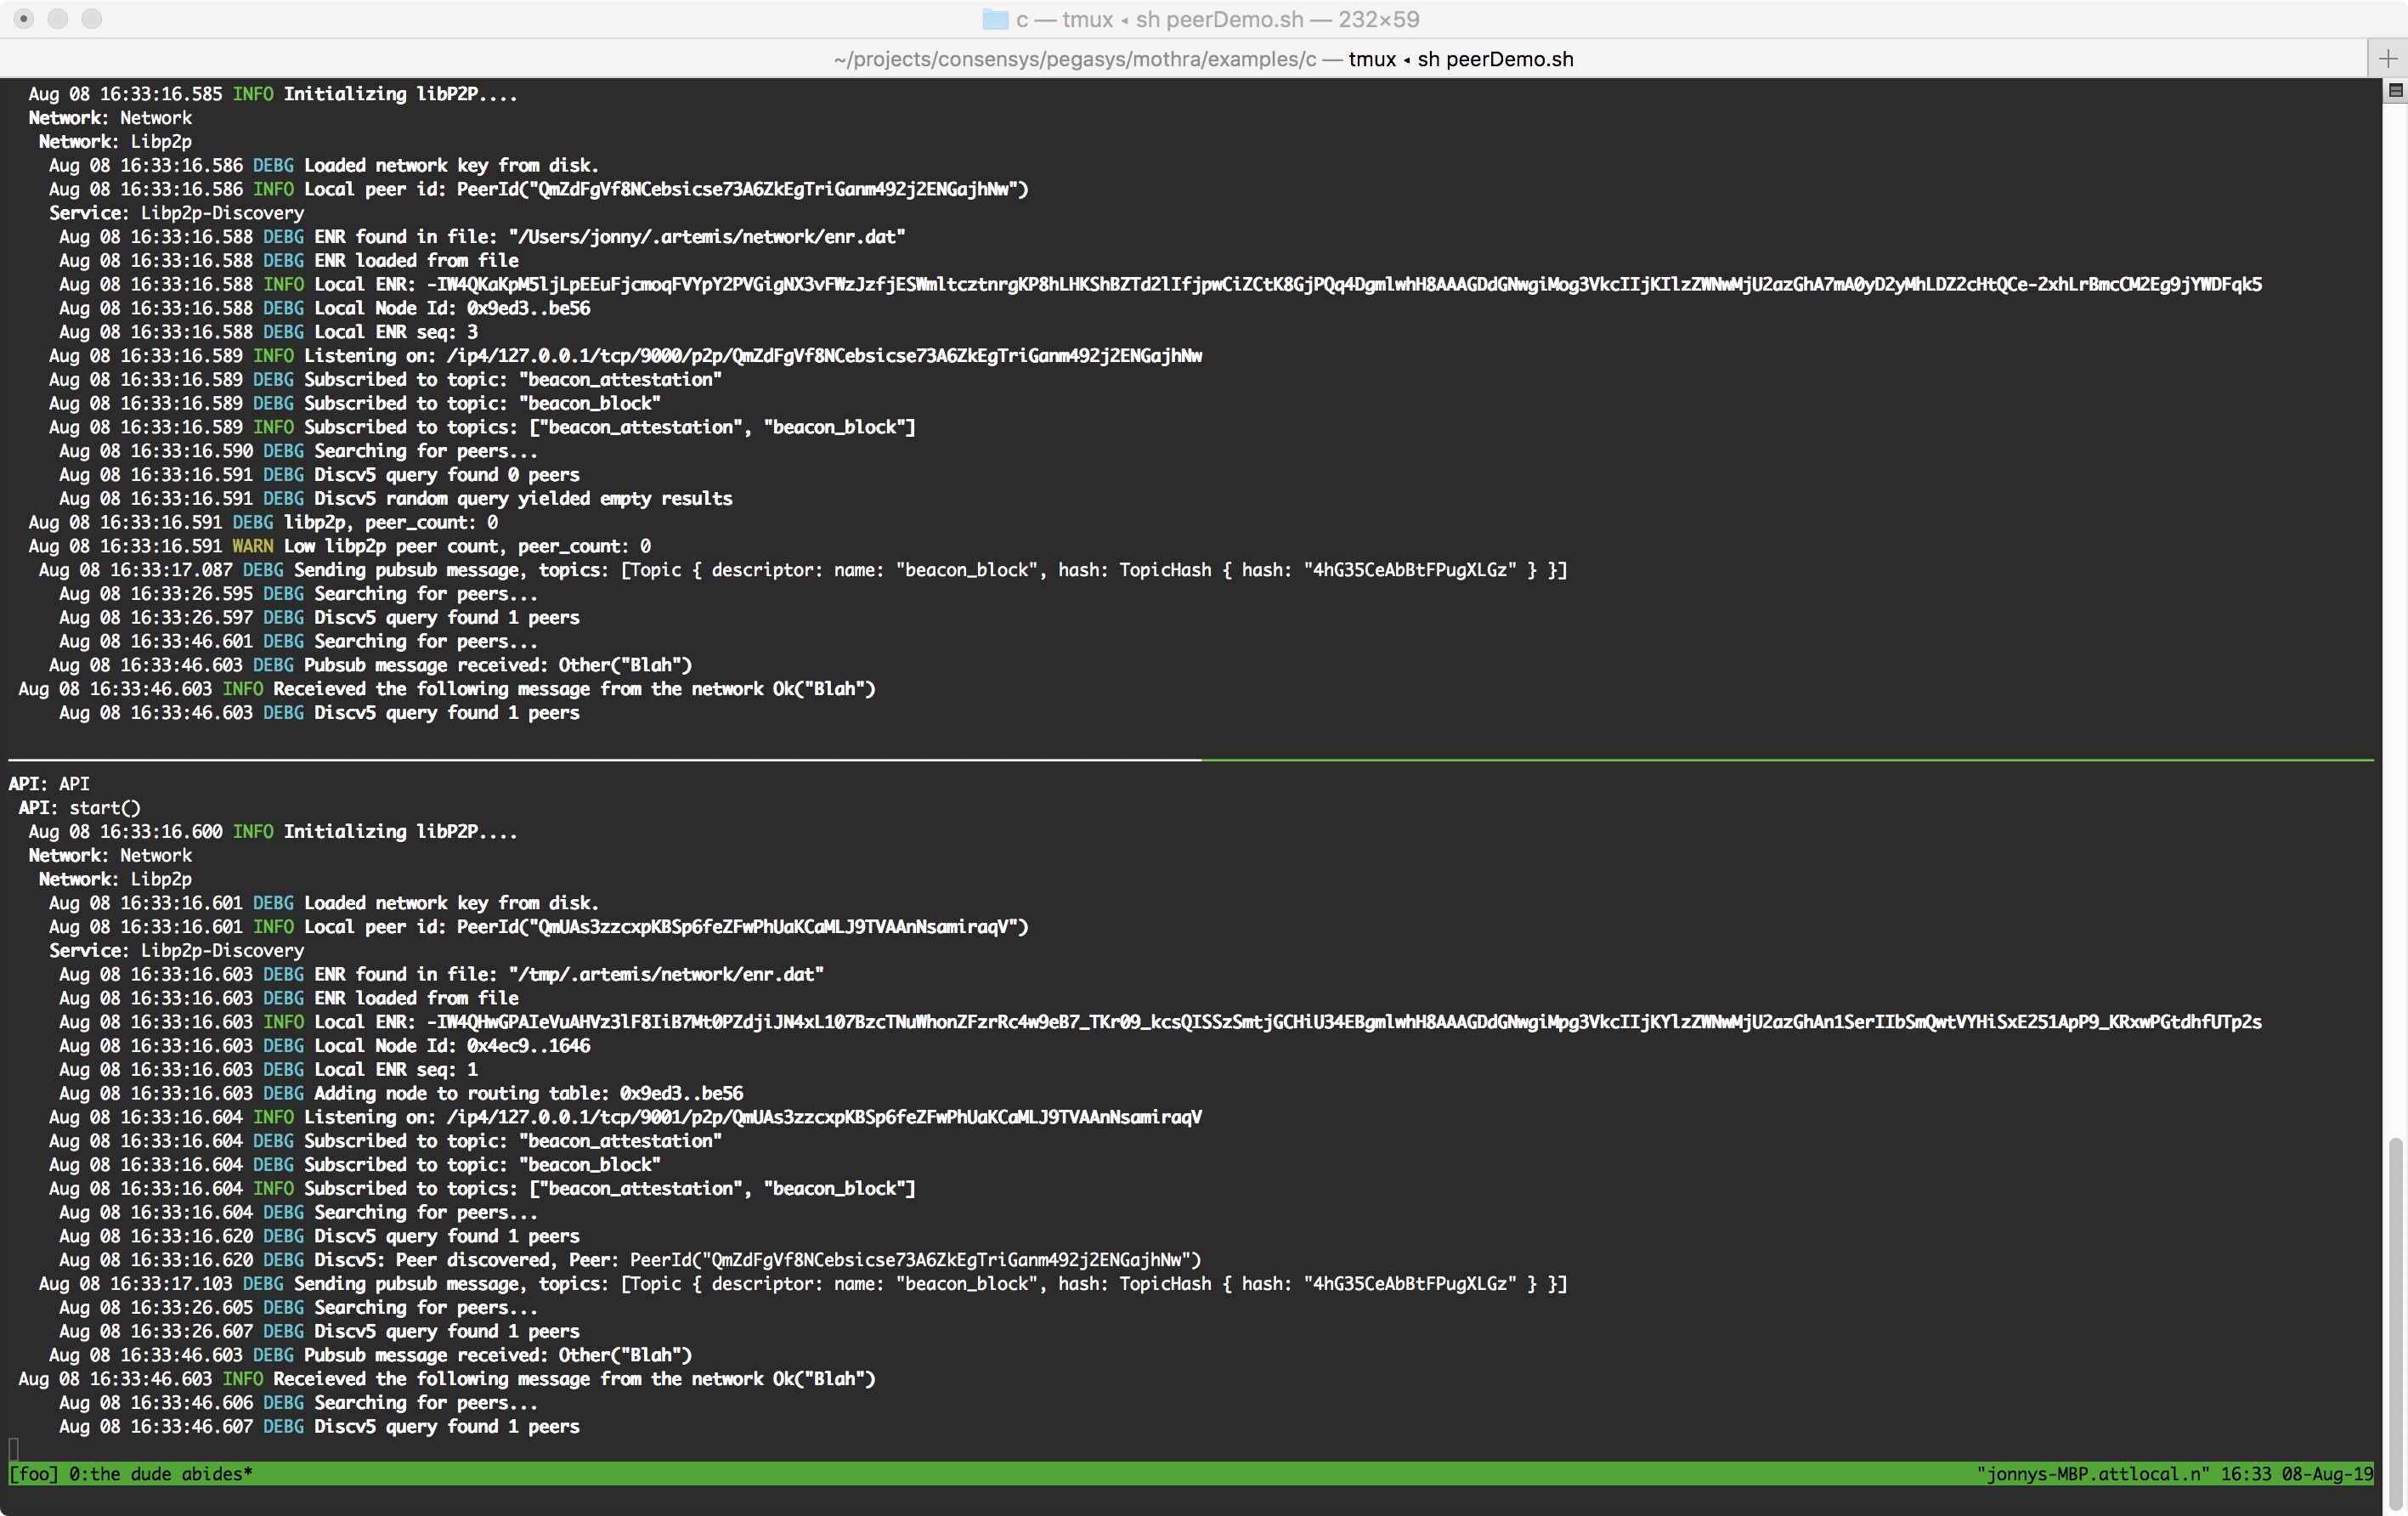 c — tmux ◂ sh peerDemo.sh — 232×59
~/projects/consensys/pegasys/mothra/examples/c — tmux ◂ sh peerDemo.sh
Aug 08 16:33:16.585 INFO Initializing libP2P....
Network: Network
Network: Libp2p
Aug 08 16:33:16.586 DEBG Loaded network key from disk.
Aug 08 16:33:16.586 INFO Local peer id: PeerId("QmZdFgVf8NCebsicse73A6ZkEgTriGanm492j2ENGajhNw")
Service: Libp2p-Discovery
Aug 08 16:33:16.588 DEBG ENR found in file: "/Users/jonny/.artemis/network/enr.dat"
Aug 08 16:33:16.588 DEBG ENR loaded from file
Aug 08 16:33:16.588 INFO Local ENR: -IW4QKaKpM5ljLpEEuFjcmoqFVYpY2PVGigNX3vFWzJzfjESWmltcztnrgKP8hLHKShBZTd2lIfjpwCiZCtK8GjPQq4DgmlwhH8AAAGDdGNwgiMog3VkcIIjKIlzZWNwMjU2azGhA7mA0yD2yMhLDZ2cHtQCe-2xhLrBmcCM2Eg9jYWDFqk5
Aug 08 16:33:16.588 DEBG Local Node Id: 0x9ed3..be56
Aug 08 16:33:16.588 DEBG Local ENR seq: 3
Aug 08 16:33:16.589 INFO Listening on: /ip4/127.0.0.1/tcp/9000/p2p/QmZdFgVf8NCebsicse73A6ZkEgTriGanm492j2ENGajhNw
Aug 08 16:33:16.589 DEBG Subscribed to topic: "beacon_attestation"
Aug 08 16:33:16.589 DEBG Subscribed to topic: "beacon_block"
Aug 08 16:33:16.589 INFO Subscribed to topics: ["beacon_attestation", "beacon_block"]
Aug 08 16:33:16.590 DEBG Searching for peers...
Aug 08 16:33:16.591 DEBG Discv5 query found 0 peers
Aug 08 16:33:16.591 DEBG Discv5 random query yielded empty results
Aug 08 16:33:16.591 DEBG libp2p, peer_count: 0
Aug 08 16:33:16.591 WARN Low libp2p peer count, peer_count: 0
Aug 08 16:33:17.087 DEBG Sending pubsub message, topics: [Topic { descriptor: name: "beacon_block", hash: TopicHash { hash: "4hG35CeAbBtFPugXLGz" } }]
Aug 08 16:33:26.595 DEBG Searching for peers...
Aug 08 16:33:26.597 DEBG Discv5 query found 1 peers
Aug 08 16:33:46.601 DEBG Searching for peers...
Aug 08 16:33:46.603 DEBG Pubsub message received: Other("Blah")
Aug 08 16:33:46.603 INFO Receieved the following message from the network Ok("Blah")
Aug 08 16:33:46.603 DEBG Discv5 query found 1 peers
API: API
API: start()
Aug 08 16:33:16.600 INFO Initializing libP2P....
Network: Network
Network: Libp2p
Aug 08 16:33:16.601 DEBG Loaded network key from disk.
Aug 08 16:33:16.601 INFO Local peer id: PeerId("QmUAs3zzcxpKBSp6feZFwPhUaKCaMLJ9TVAAnNsamiraqV")
Service: Libp2p-Discovery
Aug 08 16:33:16.603 DEBG ENR found in file: "/tmp/.artemis/network/enr.dat"
Aug 08 16:33:16.603 DEBG ENR loaded from file
Aug 08 16:33:16.603 INFO Local ENR: -IW4QHwGPAIeVuAHVz3lF8IiB7Mt0PZdjiJN4xL107BzcTNuWhonZFzrRc4w9eB7_TKr09_kcsQISSzSmtjGCHiU34EBgmlwhH8AAAGDdGNwgiMpg3VkcIIjKYlzZWNwMjU2azGhAn1SerIIbSmQwtVYHiSxE251ApP9_KRxwPGtdhfUTp2s
Aug 08 16:33:16.603 DEBG Local Node Id: 0x4ec9..1646
Aug 08 16:33:16.603 DEBG Local ENR seq: 1
Aug 08 16:33:16.603 DEBG Adding node to routing table: 0x9ed3..be56
Aug 08 16:33:16.604 INFO Listening on: /ip4/127.0.0.1/tcp/9001/p2p/QmUAs3zzcxpKBSp6feZFwPhUaKCaMLJ9TVAAnNsamiraqV
Aug 08 16:33:16.604 DEBG Subscribed to topic: "beacon_attestation"
Aug 08 16:33:16.604 DEBG Subscribed to topic: "beacon_block"
Aug 08 16:33:16.604 INFO Subscribed to topics: ["beacon_attestation", "beacon_block"]
Aug 08 16:33:16.604 DEBG Searching for peers...
Aug 08 16:33:16.620 DEBG Discv5 query found 1 peers
Aug 08 16:33:16.620 DEBG Discv5: Peer discovered, Peer: PeerId("QmZdFgVf8NCebsicse73A6ZkEgTriGanm492j2ENGajhNw")
Aug 08 16:33:17.103 DEBG Sending pubsub message, topics: [Topic { descriptor: name: "beacon_block", hash: TopicHash { hash: "4hG35CeAbBtFPugXLGz" } }]
Aug 08 16:33:26.605 DEBG Searching for peers...
Aug 08 16:33:26.607 DEBG Discv5 query found 1 peers
Aug 08 16:33:46.603 DEBG Pubsub message received: Other("Blah")
Aug 08 16:33:46.603 INFO Receieved the following message from the network Ok("Blah")
Aug 08 16:33:46.606 DEBG Searching for peers...
Aug 08 16:33:46.607 DEBG Discv5 query found 1 peers
[foo] 0:the dude abides* "jonnys-MBP.attlocal.n" 16:33 08-Aug-19